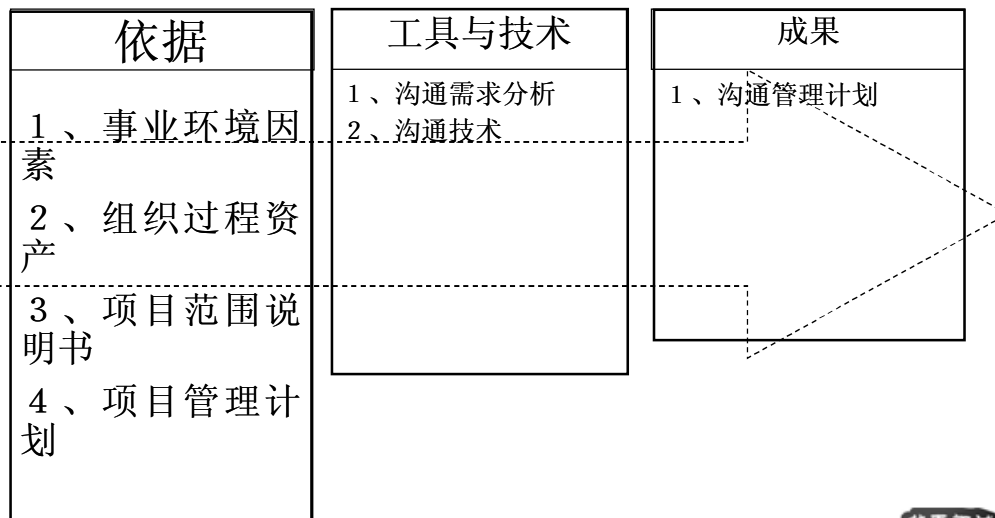 依据
１、事业环境因
素
２、组织过程资
产
３、项目范围说
明书
４、项目管理计
划
工具与技术
１、沟通需求分析
２、沟通技术
成果
１、沟通管理计划